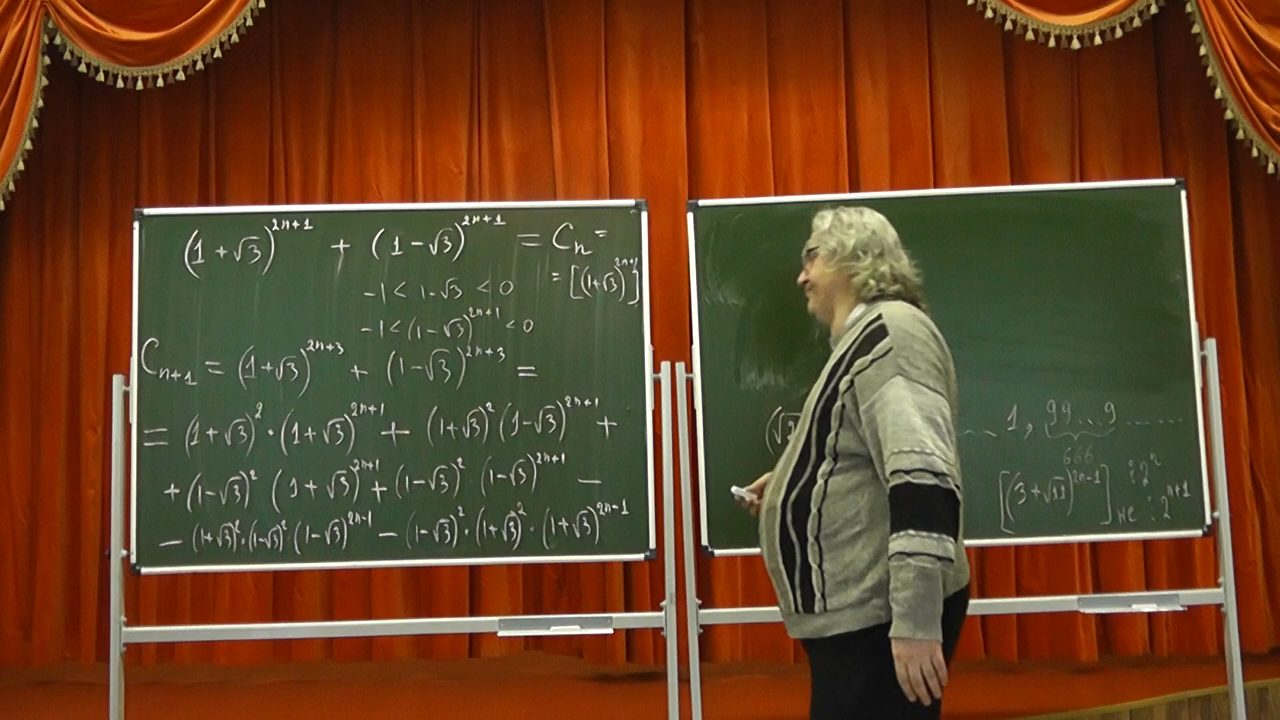 (1+√3)^{2n+1} + (1-√3)^{2n+1} = C_n =
= [(1+√3)^{2n+1}]
-1 < 1-√3 < 0
-1 < (1-√3)^{2n+1} < 0
C_{n+1} = (1+√3)^{2n+3} + (1-√3)^{2n+3} =
= (1+√3)^2 · (1+√3)^{2n+1} + (1+√3)^2 (1-√3)^{2n+1} +
+ (1-√3)^2 (1+√3)^{2n+1} + (1-√3)^2 (1-√3)^{2n+1} -
- (1+√3)^2 · (1-√3)^2 · (1-√3)^{2n-1} - (1-√3)^2 · (1+√3)^2 · (1+√3)^{2n-1}
1, 99...9 ......
666
[(3+√11)^{2n-1}] ⋮ 2^n
не ⋮ 2^{n+1}